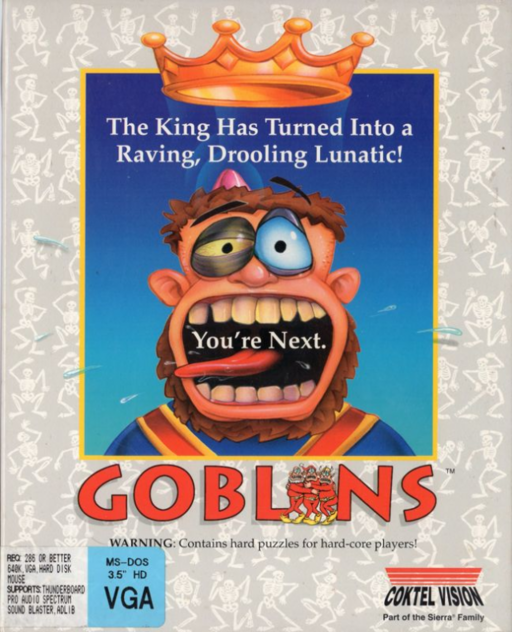 The King Has Turned Into a
Raving, Drooling Lunatic!
You're Next.
GOBLIIINS™
WARNING: Contains hard puzzles for hard-core players!
REQ: 286 OR BETTER
640K, VGA, HARD DISK
MOUSE
SUPPORTS: THUNDERBOARD
PRO AUDIO SPECTRUM
SOUND BLASTER, ADLIB
MS-DOS
3.5" HD
VGA
COKTEL VISION
Part of the Sierra® Family